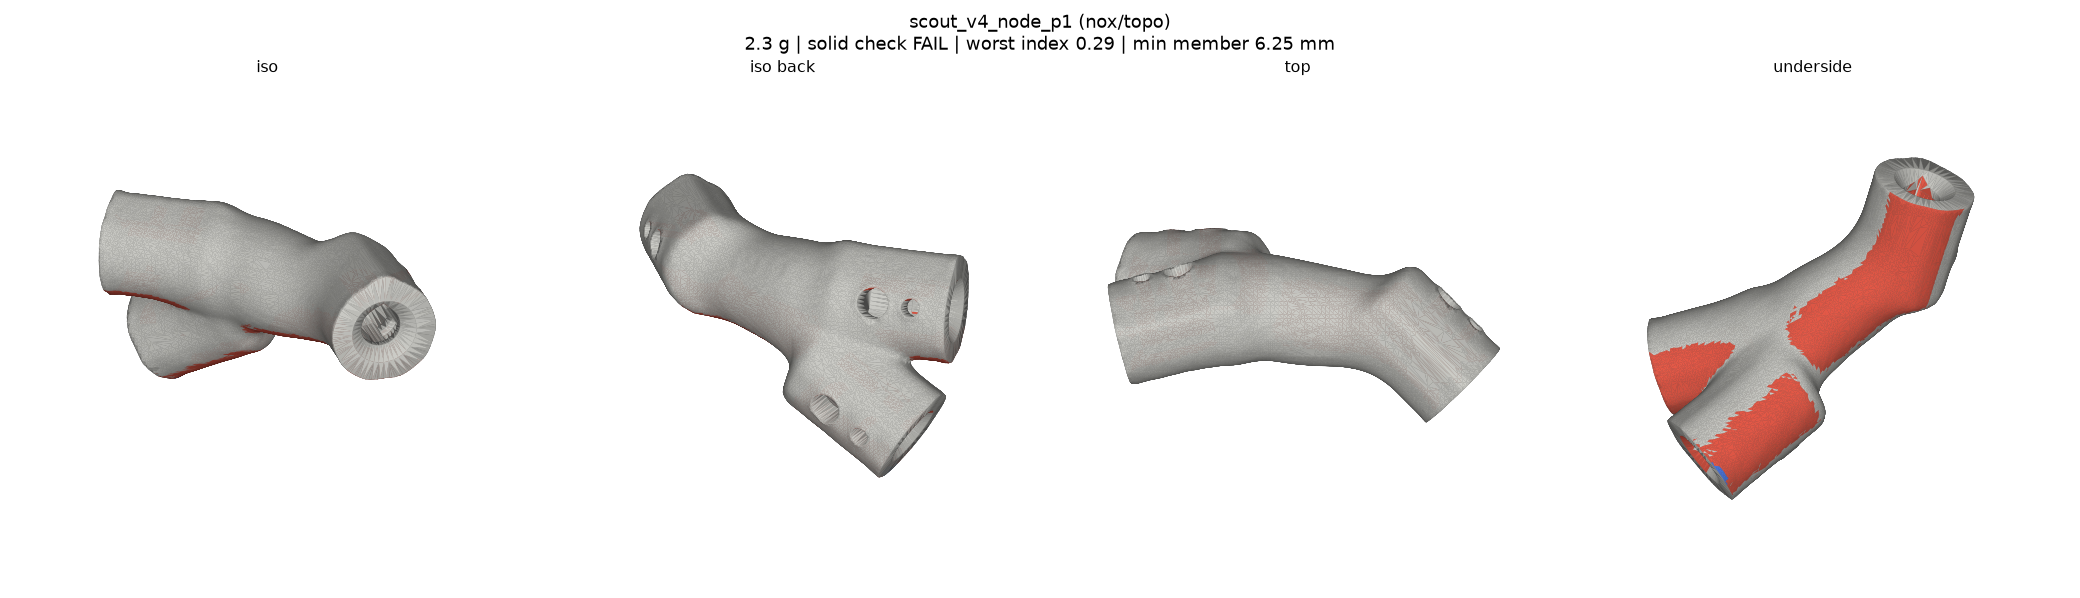 scout_v4_node_p1 (nox/topo)
2.3 g | solid check FAIL | worst index 0.29 | min member 6.25 mm
iso
iso back
top
underside